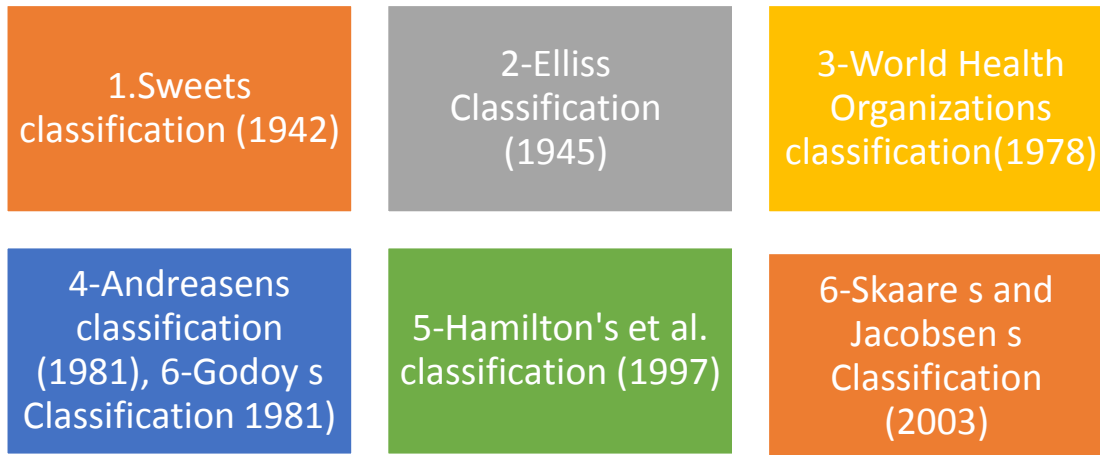 1.Sweets
classification (1942)
2-Elliss
Classification
(1945)
3-World Health
Organizations
classification(1978)
4-Andreasens
classification
(1981), 6-Godoy s
Classification 1981)
5-Hamilton's et al.
classification (1997)
6-Skaare s and
Jacobsen s
Classification
(2003)